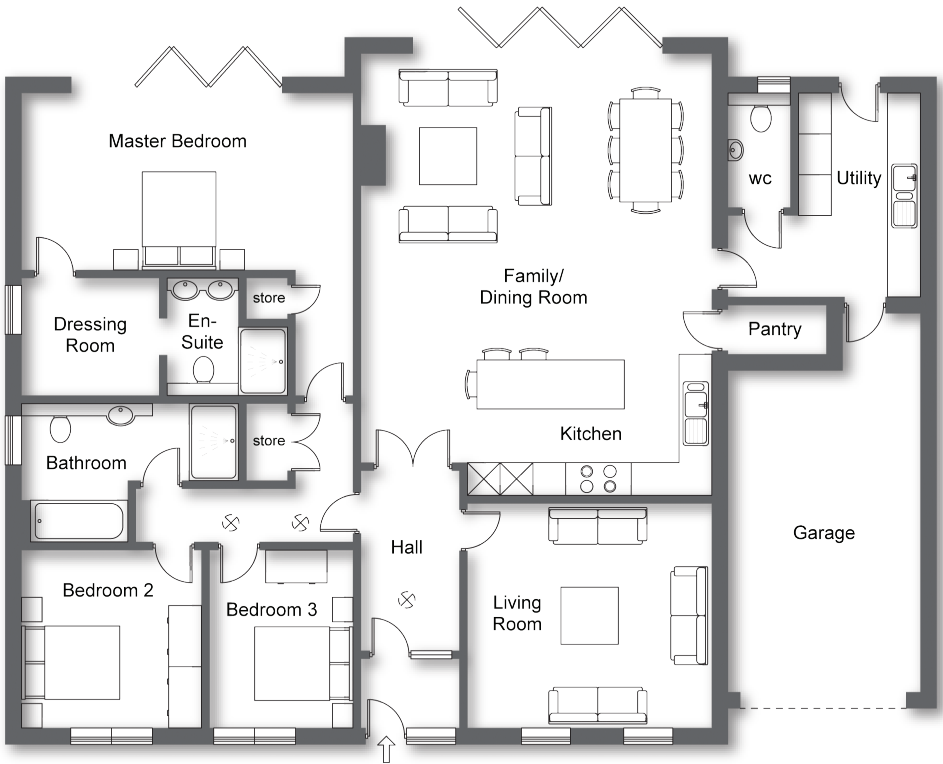 Master Bedroom
wc
Utility
Family/
Dining Room
store
Dressing
Room
En-
Suite
Pantry
Kitchen
store
Bathroom
Hall
Garage
Bedroom 2
Bedroom 3
Living
Room